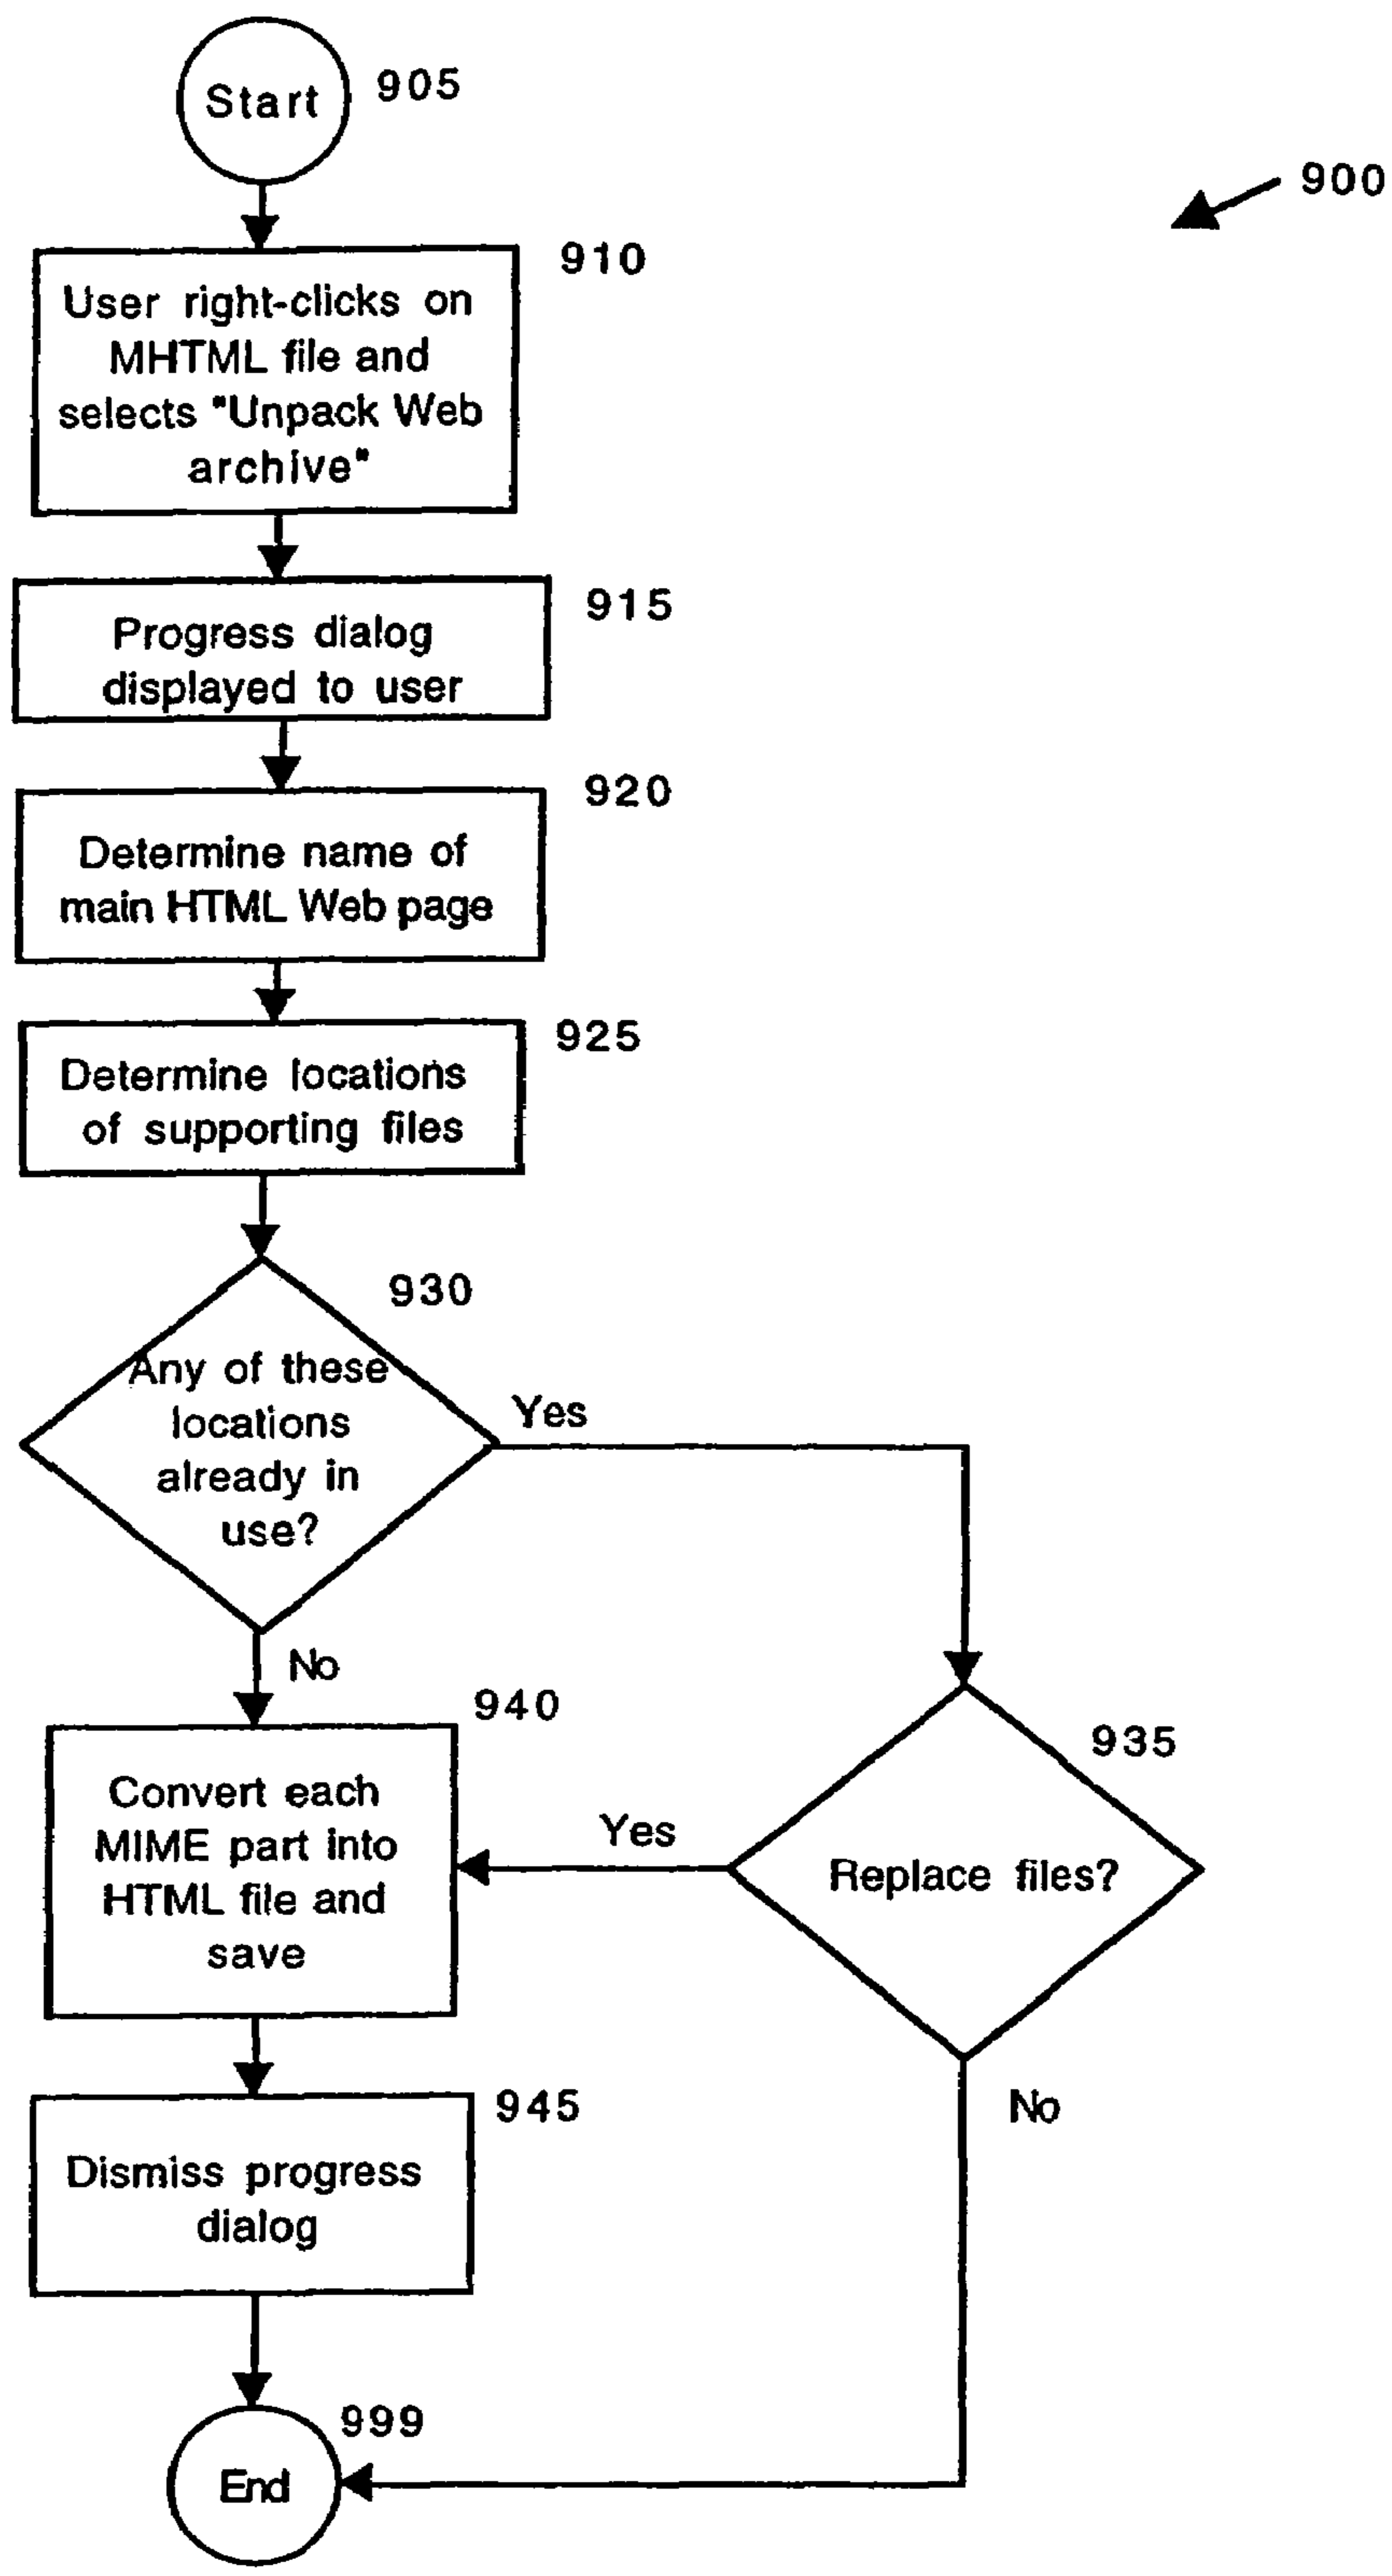 Start
905
900
910
User right-clicks on
MHTML file and
selects "Unpack Web
archive"
915
Progress dialog
displayed to user
920
Determine name of
main HTML Web page
925
Determine locations
of supporting files
930
Any of these
locations
already in
use?
Yes
No
940
Convert each
MIME part into
HTML file and
save
935
Replace files?
Yes
No
945
Dismiss progress
dialog
999
End